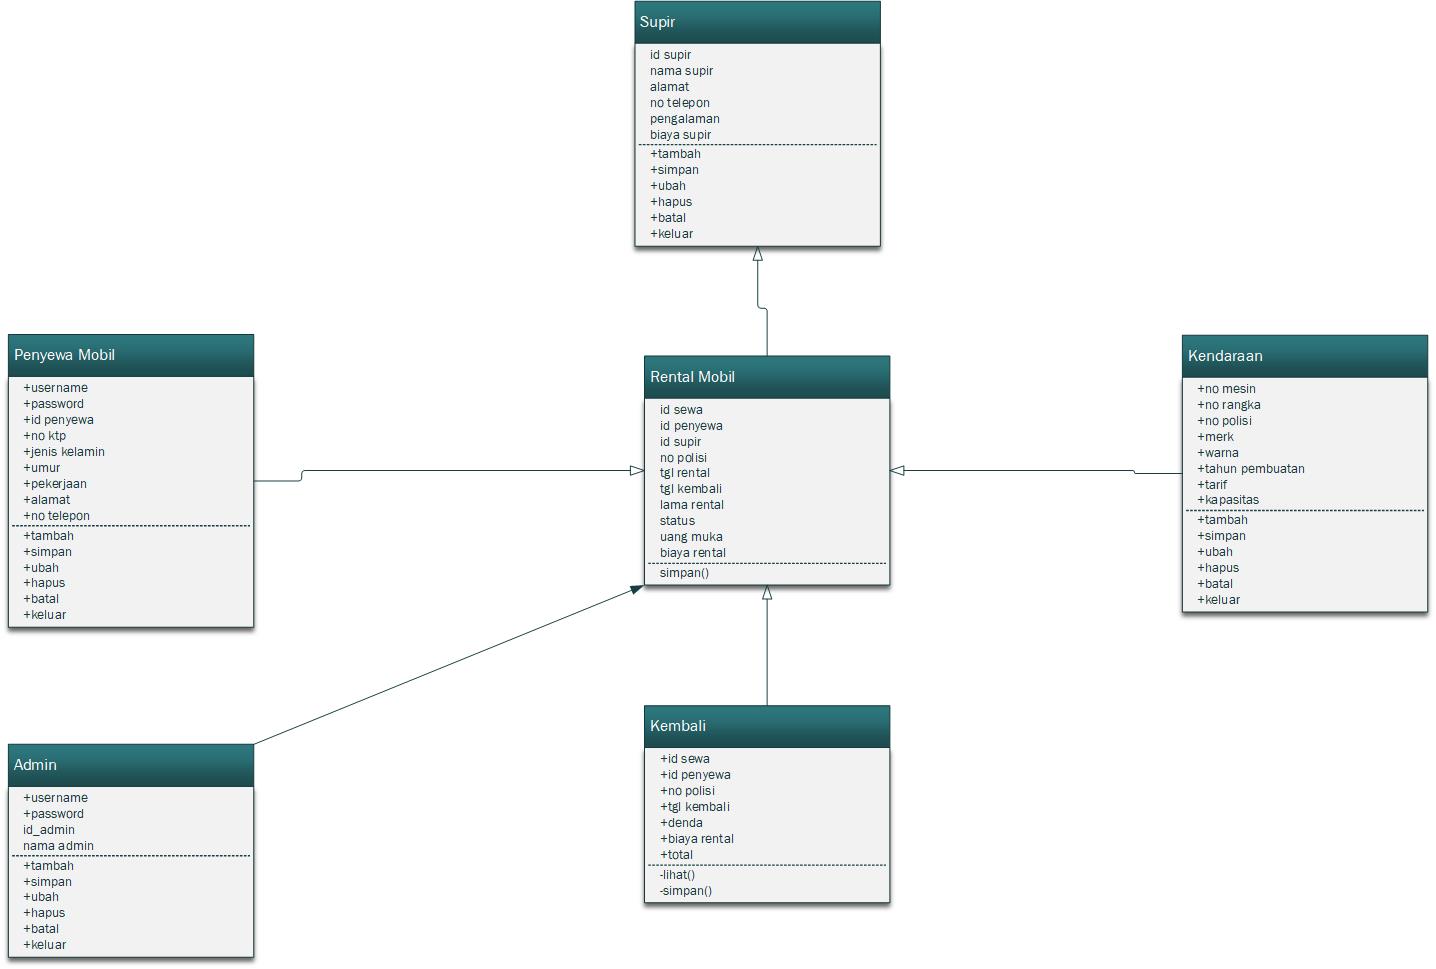 Supir
id supir
nama supir
alamat
no telepon
pengalaman
biaya supir
+tambah
+simpan
+ubah
+hapus
+batal
+keluar
Penyewa Mobil
+username
+password
+id penyewa
+no ktp
+jenis kelamin
+umur
+pekerjaan
+alamat
+no telepon
+tambah
+simpan
+ubah
+hapus
+batal
+keluar
Rental Mobil
id sewa
id penyewa
id supir
no polisi
tgl rental
tgl kembali
lama rental
status
uang muka
biaya rental
simpan()
Kendaraan
+no mesin
+no rangka
+no polisi
+merk
+warna
+tahun pembuatan
+tarif
+kapasitas
+tambah
+simpan
+ubah
+hapus
+batal
+keluar
Admin
+username
+password
id_admin
nama admin
+tambah
+simpan
+ubah
+hapus
+batal
+keluar
Kembali
+id sewa
+id penyewa
+no polisi
+tgl kembali
+denda
+biaya rental
+total
-lihat()
-simpan()